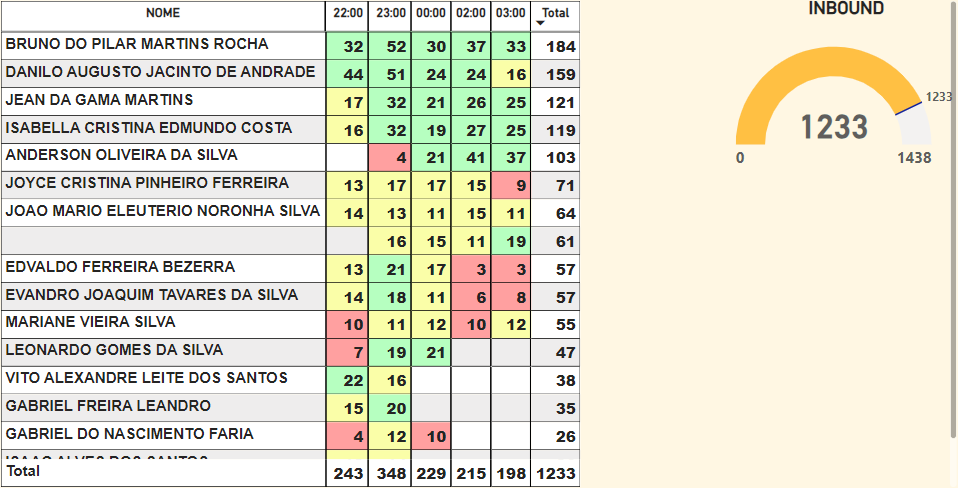 NOME 22:00 23:00 00:00 02:00 03:00 Total
BRUNO DO PILAR MARTINS ROCHA 32 52 30 37 33 184
DANILO AUGUSTO JACINTO DE ANDRADE 44 51 24 24 16 159
JEAN DA GAMA MARTINS 17 32 21 26 25 121
ISABELLA CRISTINA EDMUNDO COSTA 16 32 19 27 25 119
ANDERSON OLIVEIRA DA SILVA 4 21 41 37 103
JOYCE CRISTINA PINHEIRO FERREIRA 13 17 17 15 9 71
JOAO MARIO ELEUTERIO NORONHA SILVA 14 13 11 15 11 64
16 15 11 19 61
EDVALDO FERREIRA BEZERRA 13 21 17 3 3 57
EVANDRO JOAQUIM TAVARES DA SILVA 14 18 11 6 8 57
MARIANE VIEIRA SILVA 10 11 12 10 12 55
LEONARDO GOMES DA SILVA 7 19 21 47
VITO ALEXANDRE LEITE DOS SANTOS 22 16 38
GABRIEL FREIRA LEANDRO 15 20 35
GABRIEL DO NASCIMENTO FARIA 4 12 10 26
Total 243 348 229 215 198 1233
INBOUND
1233
1233
0 1438